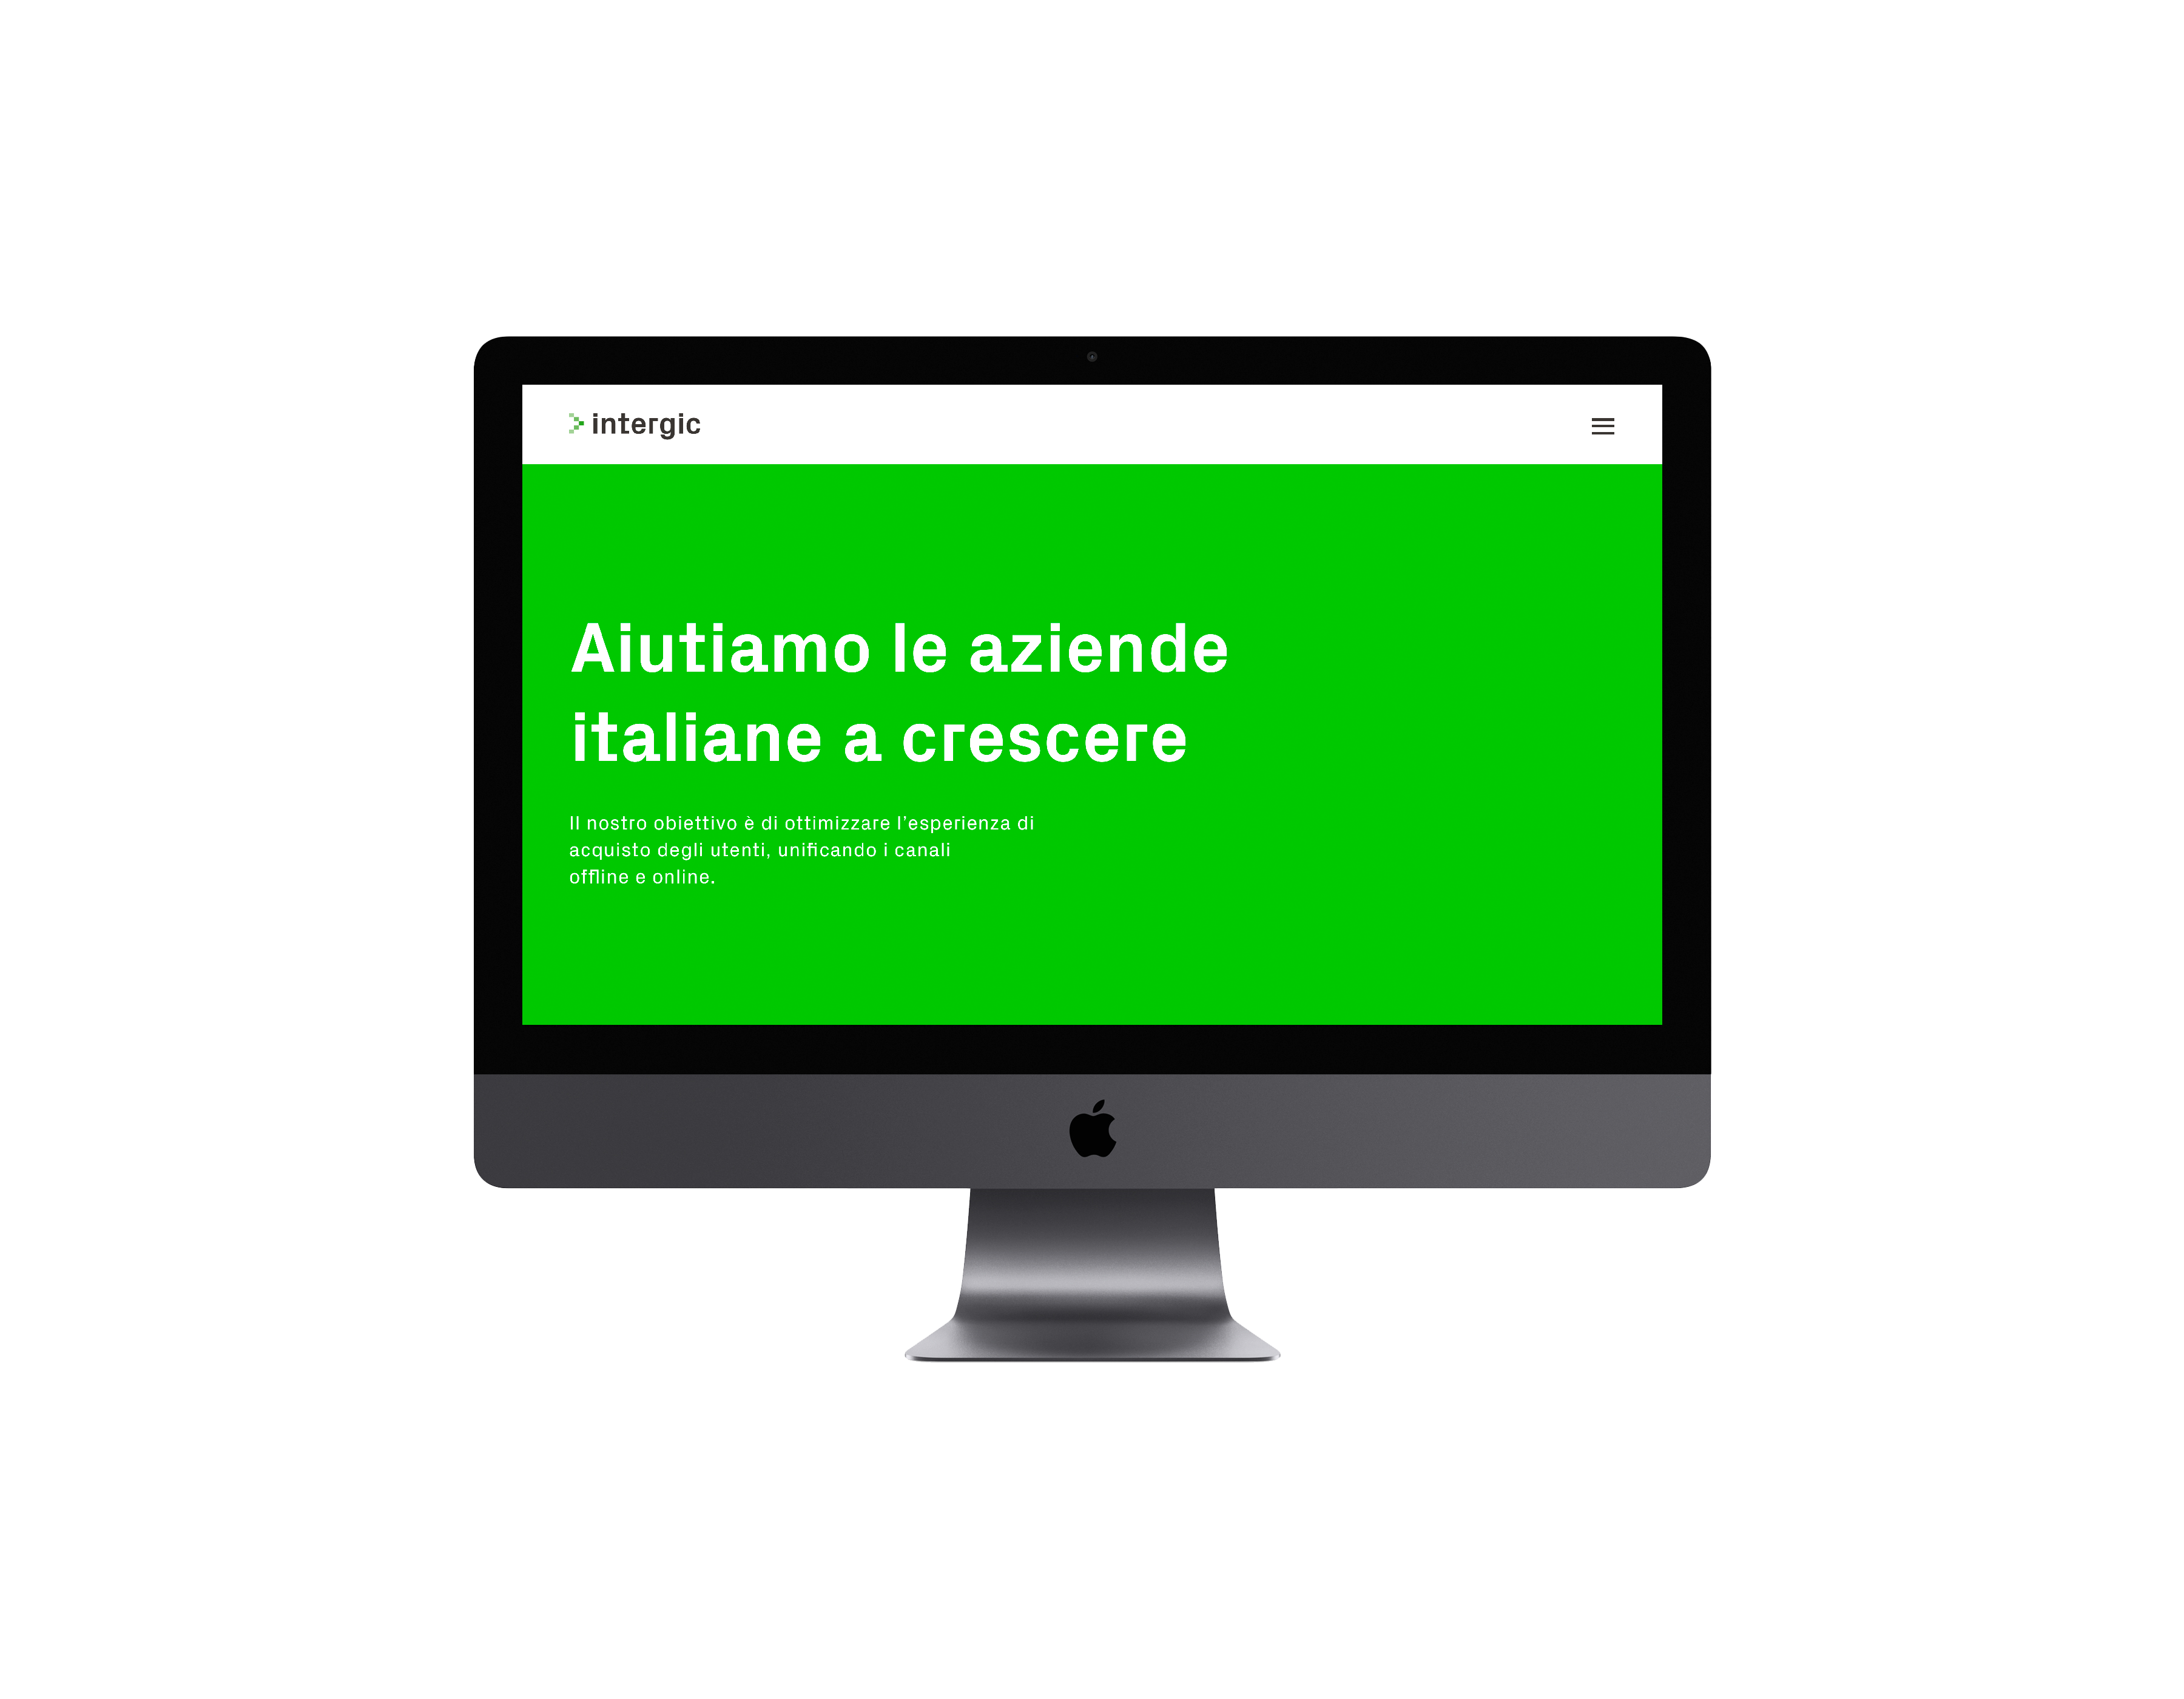 intergic
Aiutiamo le aziende
italiane a crescere
Il nostro obiettivo è di ottimizzare l’esperienza di
acquisto degli utenti, unificando i canali
offline e online.